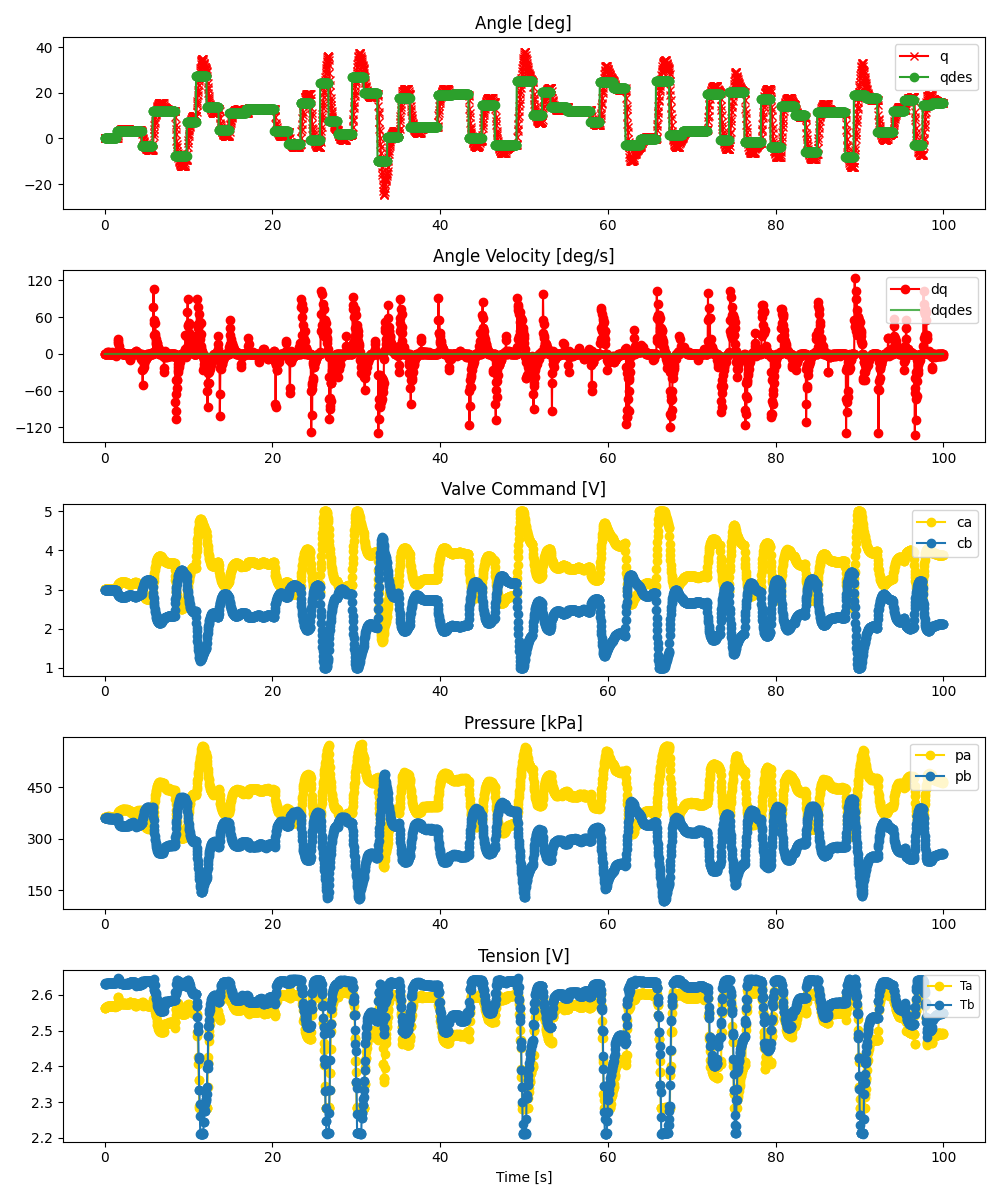 Angle [deg]
40
20
0
−20
q
qdes
0 20 40 60 80 100
Angle Velocity [deg/s]
120
60
0
−60
−120
dq
dqdes
0 20 40 60 80 100
Valve Command [V]
5
4
3
2
1
ca
cb
0 20 40 60 80 100
Pressure [kPa]
450
300
150
pa
pb
0 20 40 60 80 100
Tension [V]
2.6
2.5
2.4
2.3
2.2
Ta
Tb
0 20 40 60 80 100
Time [s]